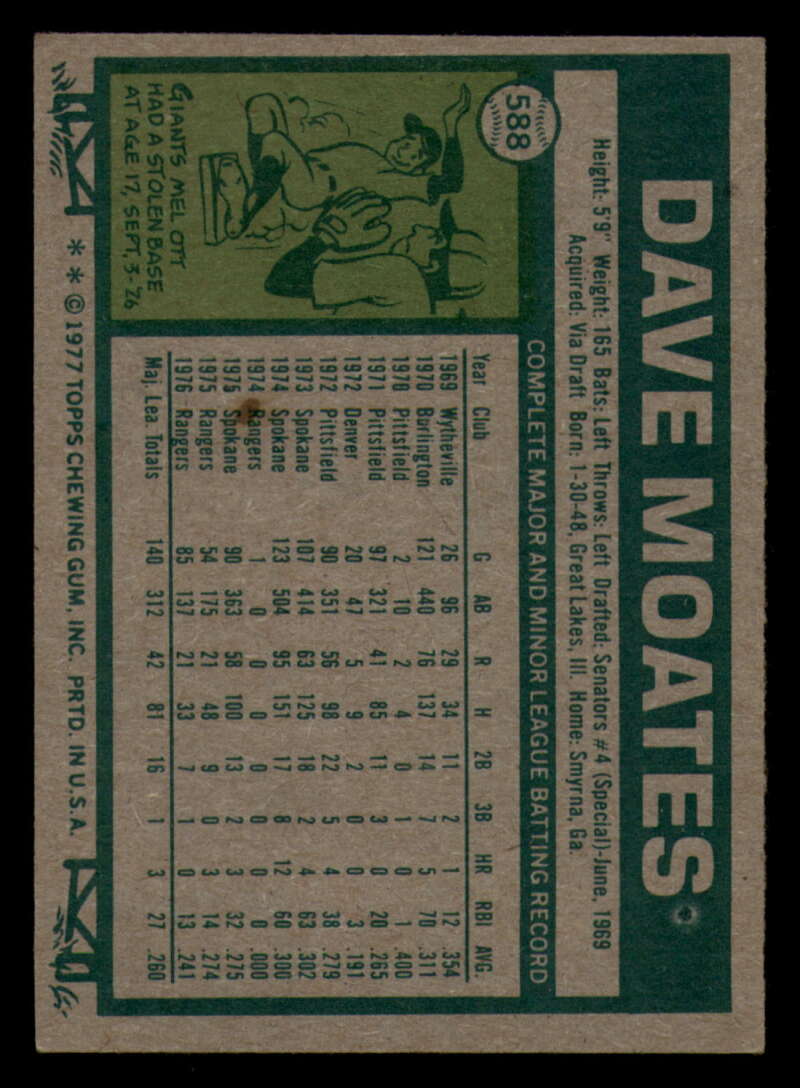 588
DAVE MOATES
Height: 5'9" Weight: 165 Bats: Left Throws: Left Drafted: Senators #4 (Special)-June, 1969
Acquired: Via Draft Born: 1-30-48, Great Lakes, Ill. Home: Smyrna, Ga.
COMPLETE MAJOR AND MINOR LEAGUE BATTING RECORD
Year Club G AB R H 2B 3B HR RBI AVG.
1969 Wytheville 26 96 29 34 11 2 1 12 .354
1970 Burlington 121 440 76 137 14 7 5 70 .311
1970 Pittsfield 2 10 2 4 0 1 0 1 .400
1971 Pittsfield 97 321 41 85 11 3 0 20 .265
1972 Denver 20 47 5 9 2 0 0 3 .191
1972 Pittsfield 90 351 56 98 22 5 4 38 .279
1973 Spokane 107 414 63 125 18 2 4 63 .302
1974 Spokane 123 504 95 151 17 8 12 60 .300
1974 Rangers 1 0 0 0 0 0 0 0 .000
1975 Spokane 90 363 58 100 13 2 3 32 .275
1975 Rangers 54 175 21 48 9 0 3 14 .274
1976 Rangers 85 137 21 33 7 1 0 13 .241
Maj. Lea. Totals 140 312 42 81 16 1 3 27 .260
GIANTS MEL OTT
HAD A STOLEN BASE
AT AGE 17, SEPT, 3-'26
* * © 1977 TOPPS CHEWING GUM, INC. PRTD. IN U.S.A.